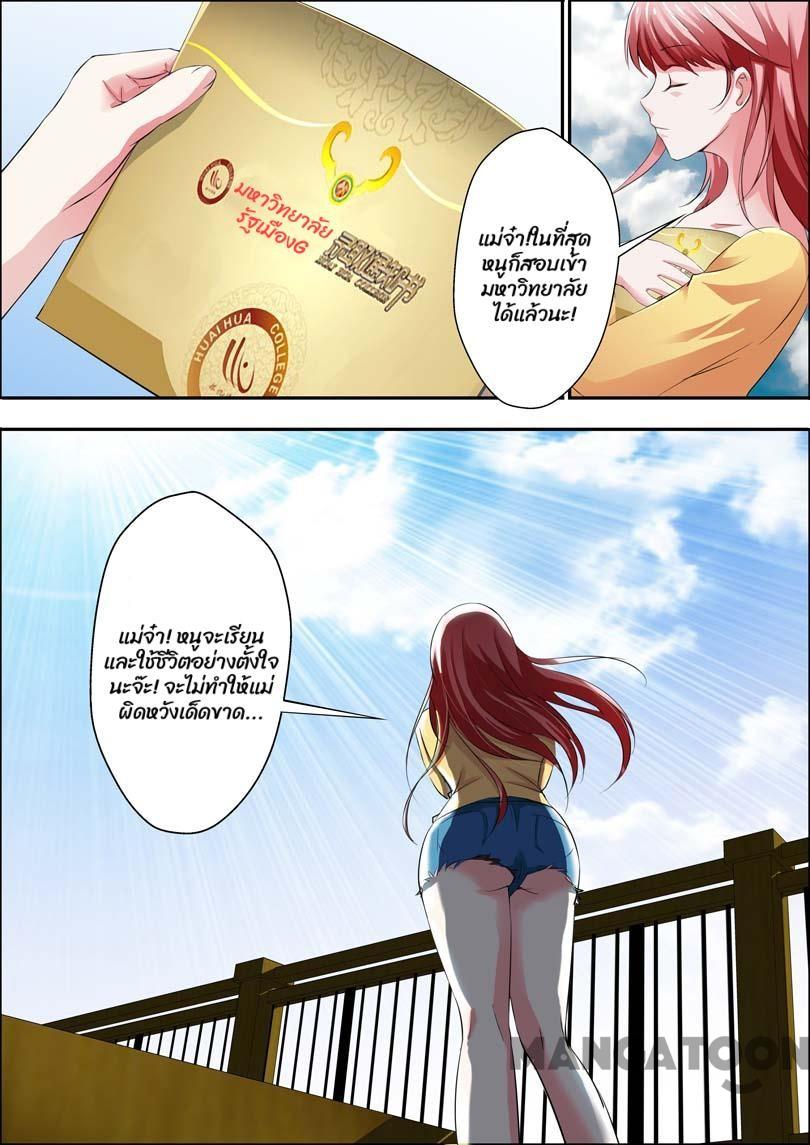 มหาวิทยาลัย
รัฐเมืองG
HUAI HUA COLLEGE
แม่จ๋า!ในที่สุด
หนูก็สอบเข้า
มหาวิทยาลัย
ได้แล้วนะ!
แม่จ๋า! หนูจะเรียน
และใช้ชีวิตอย่างตั้งใจ
นะจ๊ะ! จะไม่ทำให้แม่
ผิดหวังเด็ดขาด...
MANGATOON